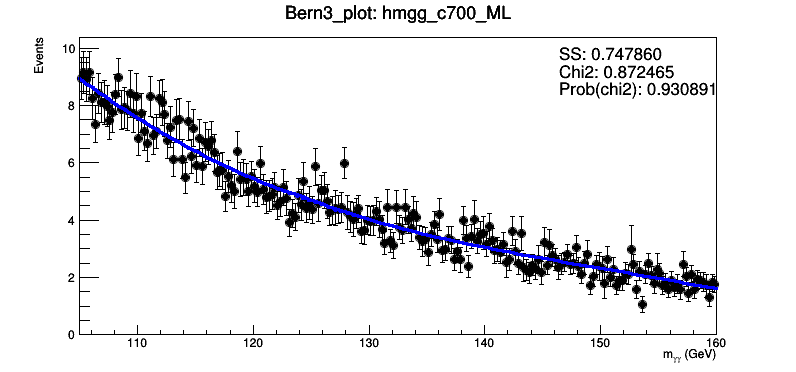 Bern3_plot: hmgg_c700_ML
Events
SS: 0.747860
Chi2: 0.872465
Prob(chi2): 0.930891
10
8
6
4
2
0
110 120 130 140 150 160
mγγ (GeV)